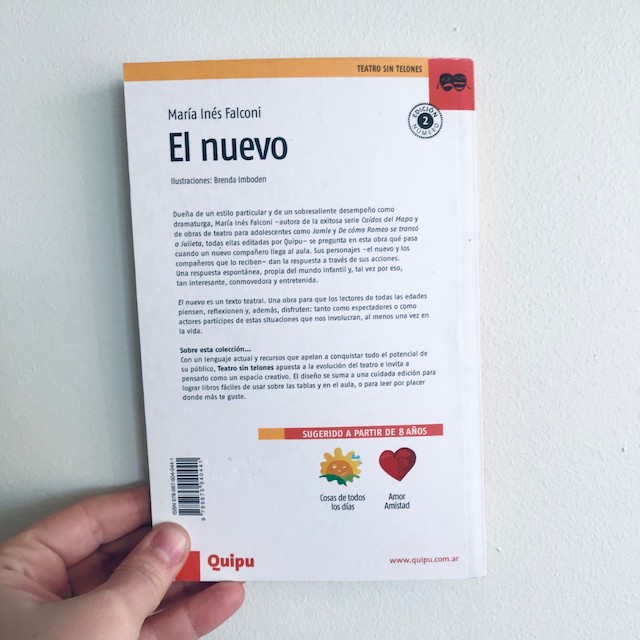 TEATRO SIN TELONES
María Inés Falconi
EDICIÓN
2
NÚMERO
El nuevo
Ilustraciones: Brenda Imboden
Dueña de un estilo particular y de un sobresaliente desempeño como
dramaturga, María Inés Falconi —autora de la exitosa serie Caídos del Mapa y
de obras de teatro para adolescentes como Jamle y De cómo Romeo se transó
a Julieta, todas ellas editadas por Quipu— se pregunta en esta obra qué pasa
cuando un nuevo compañero llega al aula. Sus personajes —el nuevo y los
compañeros que lo reciben— dan la respuesta a través de sus acciones.
Una respuesta espontánea, propia del mundo infantil y, tal vez por eso,
tan interesante, conmovedora y entretenida.
El nuevo es un texto teatral. Una obra para que los lectores de todas las edades
piensen, reflexionen y, además, disfruten: tanto como espectadores o como
actores partícipes de estas situaciones que nos involucran, al menos una vez en
la vida.
Sobre esta colección...
Con un lenguaje actual y recursos que apelan a conquistar todo el potencial de
su público, Teatro sin telones apuesta a la evolución del teatro e invita a
pensarlo como un espacio creativo. El diseño se suma a una cuidada edición para
lograr libros fáciles de usar sobre las tablas y en el aula, o para leer por placer
donde más te guste.
SUGERIDO A PARTIR DE 8 AÑOS
Cosas de todos
los días
Amor
Amistad
Quipu
www.quipu.com.ar